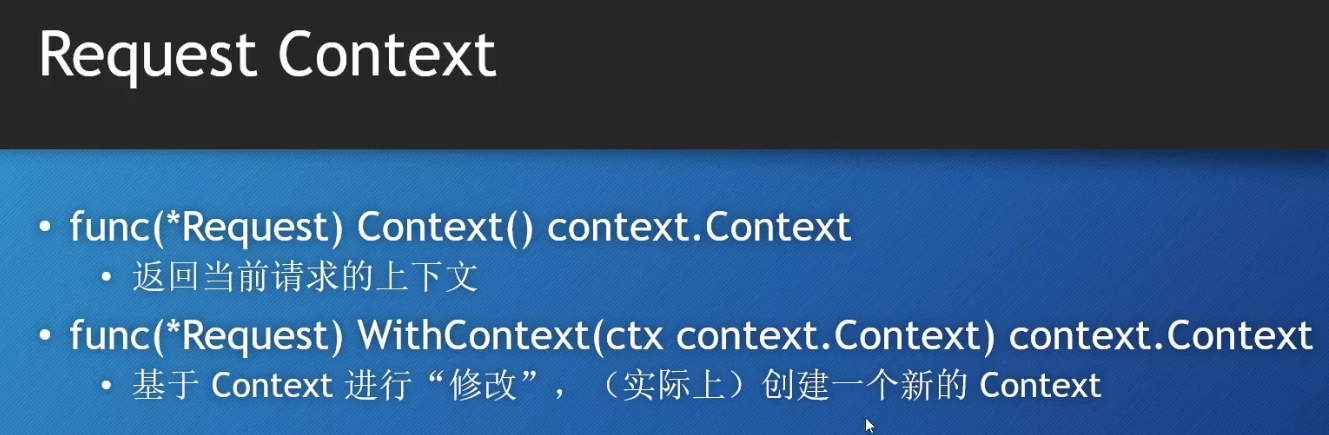 Request Context
• func(*Request) Context() context.Context
• 返回当前请求的上下文
• func(*Request) WithContext(ctx context.Context) context.Context
• 基于 Context 进行“修改”，（实际上）创建一个新的 Context